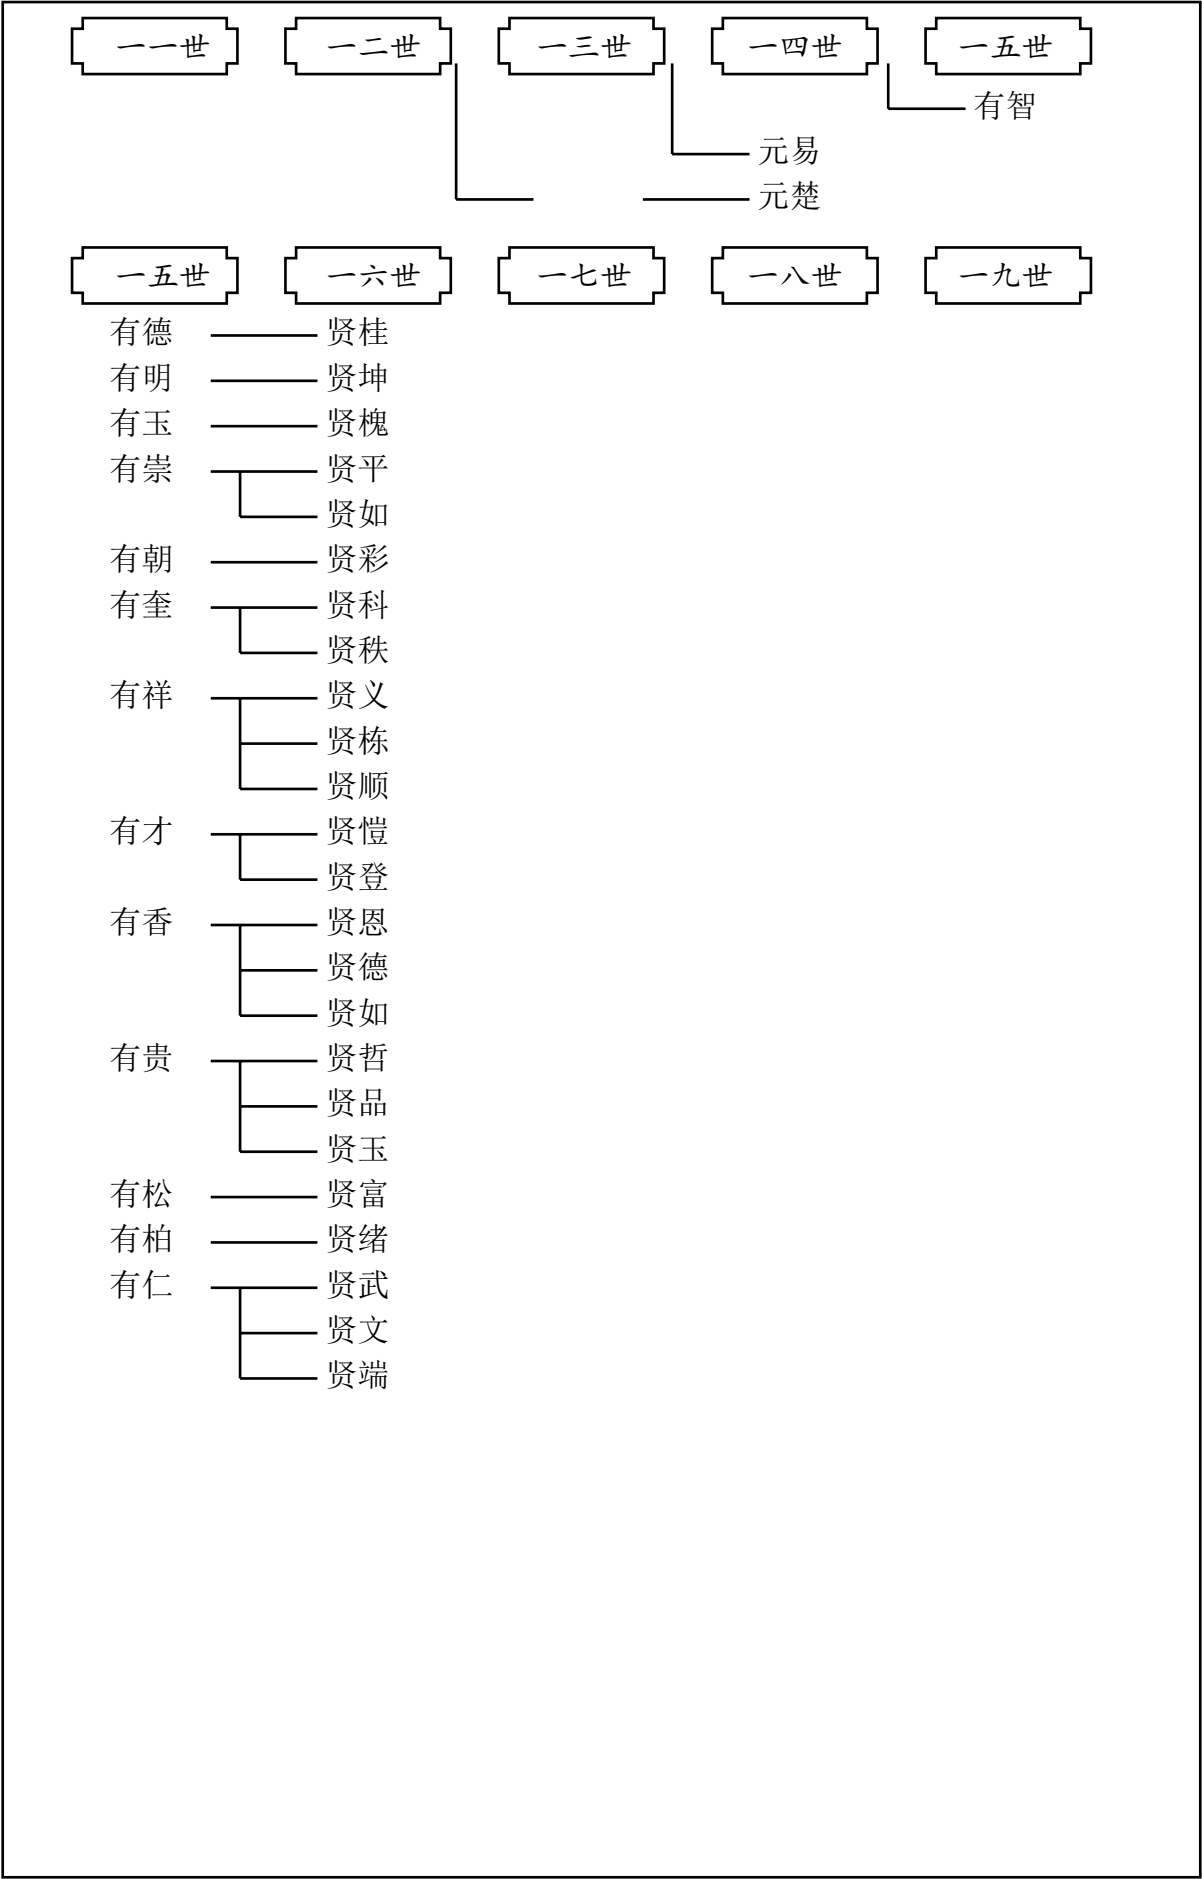 一一世 一二世 一三世 一四世 一五世
有智
元易
元楚
一五世 一六世 一七世 一八世 一九世
有德 贤桂
有明 贤坤
有玉 贤槐
有崇 贤平
贤如
有朝 贤彩
有奎 贤科
贤秩
有祥 贤义
贤栋
贤顺
有才 贤恺
贤登
有香 贤恩
贤德
贤如
有贵 贤哲
贤品
贤玉
有松 贤富
有柏 贤绪
有仁 贤武
贤文
贤端